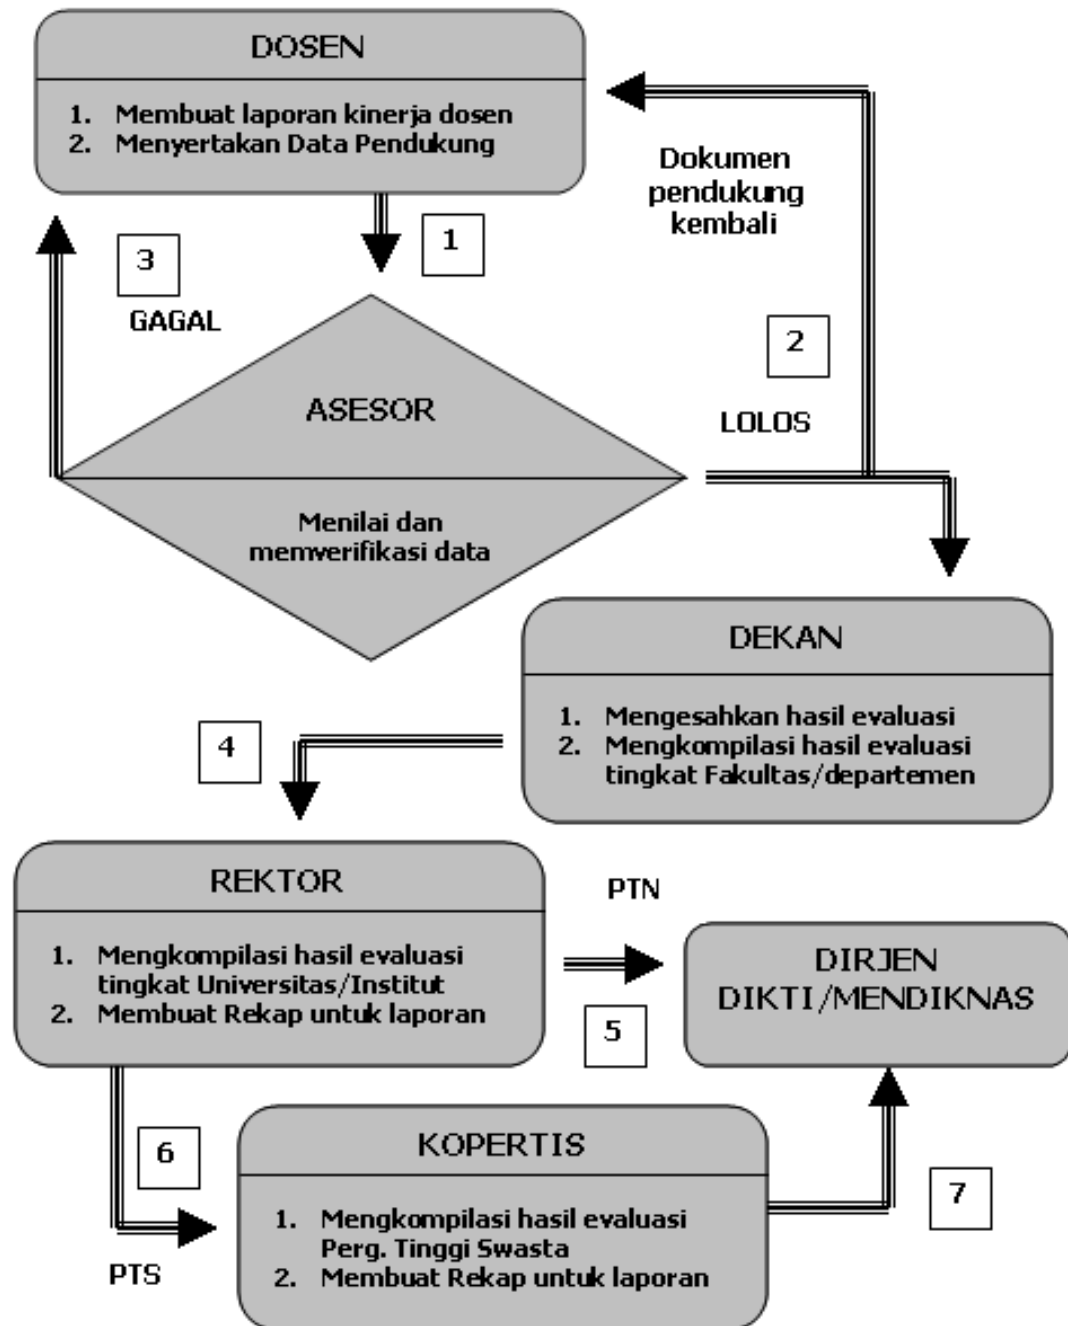 DOSEN
1. Membuat laporan kinerja dosen
2. Menyertakan Data Pendukung
Dokumen
pendukung
kembali
1
3
GAGAL
2
LOLOS
ASESOR
Menilai dan
memverifikasi data
DEKAN
1. Mengesahkan hasil evaluasi
2. Mengkompilasi hasil evaluasi
tingkat Fakultas/departemen
4
REKTOR
1. Mengkompilasi hasil evaluasi
tingkat Universitas/Institut
2. Membuat Rekap untuk laporan
PTN
5
DIRJEN
DIKTI/MENDIKNAS
6
PTS
KOPERTIS
1. Mengkompilasi hasil evaluasi
Perg. Tinggi Swasta
2. Membuat Rekap untuk laporan
7